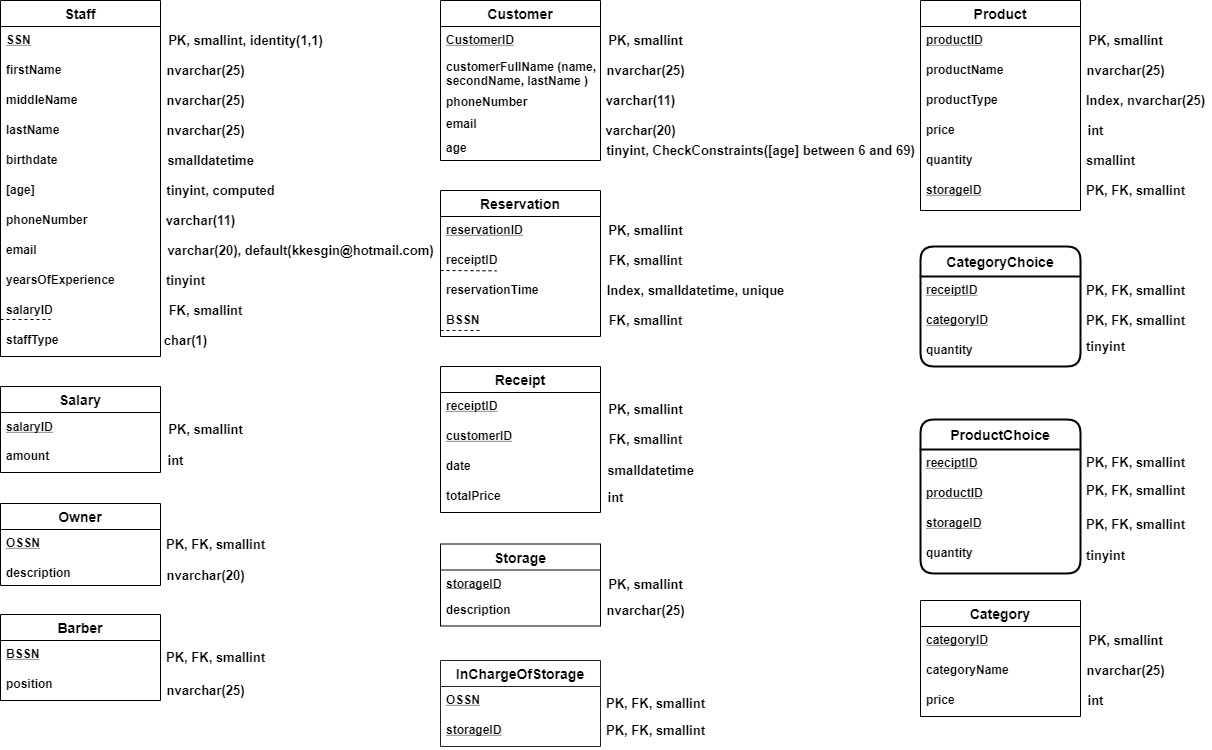 Staff
SSN PK, smallint, identity(1,1)
firstName nvarchar(25)
middleName nvarchar(25)
lastName nvarchar(25)
birthdate smalldatetime
[age] tinyint, computed
phoneNumber varchar(11)
email varchar(20), default(kkesgin@hotmail.com)
yearsOfExperience tinyint
salaryID FK, smallint
staffType char(1)
Salary
salaryID PK, smallint
amount int
Owner
OSSN PK, FK, smallint
description nvarchar(20)
Barber
BSSN PK, FK, smallint
position nvarchar(25)
Customer
CustomerID PK, smallint
customerFullName (name,
secondName, lastName ) nvarchar(25)
phoneNumber varchar(11)
email varchar(20)
age tinyint, CheckConstraints([age] between 6 and 69)
Reservation
reservationID PK, smallint
receiptID FK, smallint
reservationTime Index, smalldatetime, unique
BSSN FK, smallint
Receipt
receiptID PK, smallint
customerID FK, smallint
date smalldatetime
totalPrice int
Storage
storageID PK, smallint
description nvarchar(25)
InChargeOfStorage
OSSN PK, FK, smallint
storageID PK, FK, smallint
Product
productID PK, smallint
productName nvarchar(25)
productType Index, nvarchar(25)
price int
quantity smallint
storageID PK, FK, smallint
CategoryChoice
receiptID PK, FK, smallint
categoryID PK, FK, smallint
quantity tinyint
ProductChoice
reeciptID PK, FK, smallint
productID PK, FK, smallint
storageID PK, FK, smallint
quantity tinyint
Category
categoryID PK, smallint
categoryName nvarchar(25)
price int